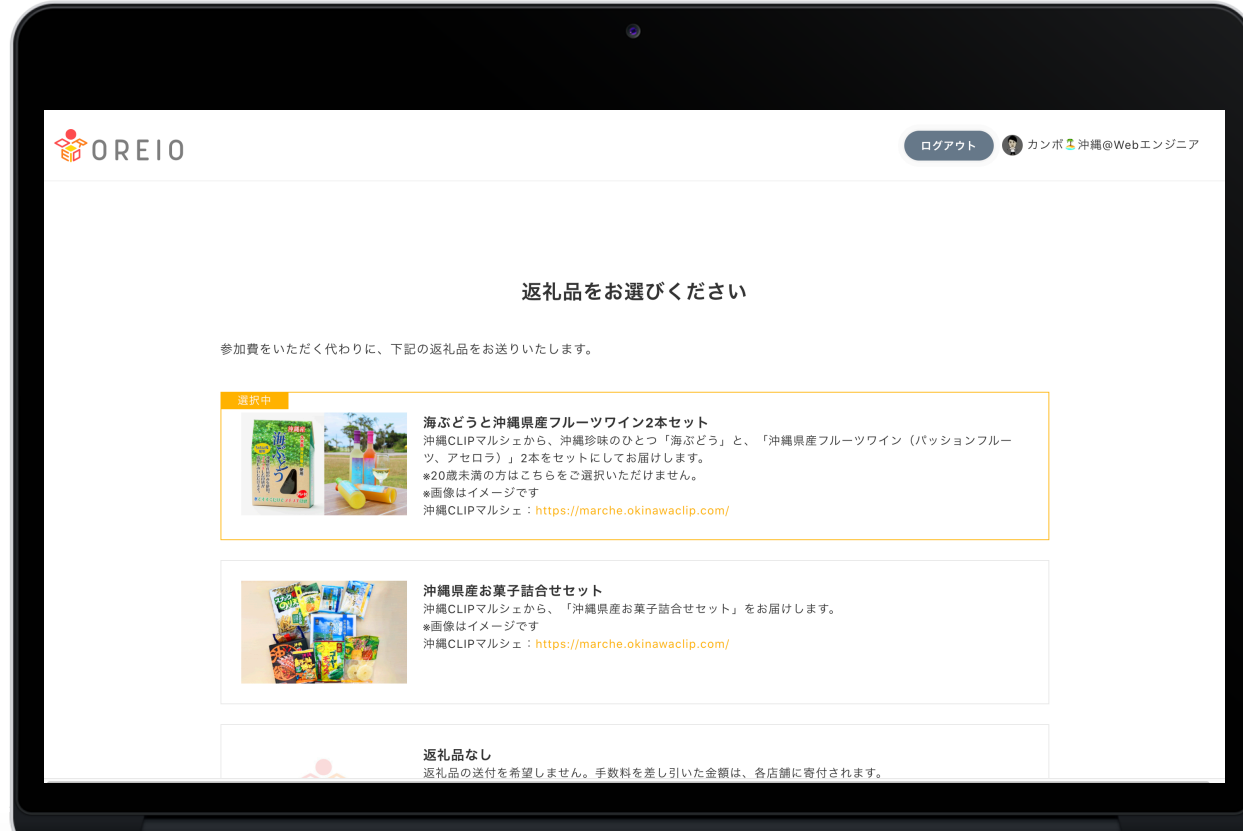 OREIO
ログアウト
カンボ🏝沖縄@Webエンジニア
返礼品をお選びください
参加費をいただく代わりに、下記の返礼品をお送りいたします。
選択中
海ぶどう
海ぶどうと沖縄県産フルーツワイン2本セット
沖縄CLIPマルシェから、沖縄珍味のひとつ「海ぶどう」と、「沖縄県産フルーツワイン（パッションフルー
ツ、アセロラ）」2本をセットにしてお届けします。
※20歳未満の方はこちらをご選択いただけません。
※画像はイメージです
沖縄CLIPマルシェ：https://marche.okinawaclip.com/
沖縄県産お菓子詰合せセット
沖縄CLIPマルシェから、「沖縄県産お菓子詰合せセット」をお届けします。
※画像はイメージです
沖縄CLIPマルシェ：https://marche.okinawaclip.com/
返礼品なし
返礼品の送付を希望しません。手数料を差し引いた金額は、各店舗に寄付されます。